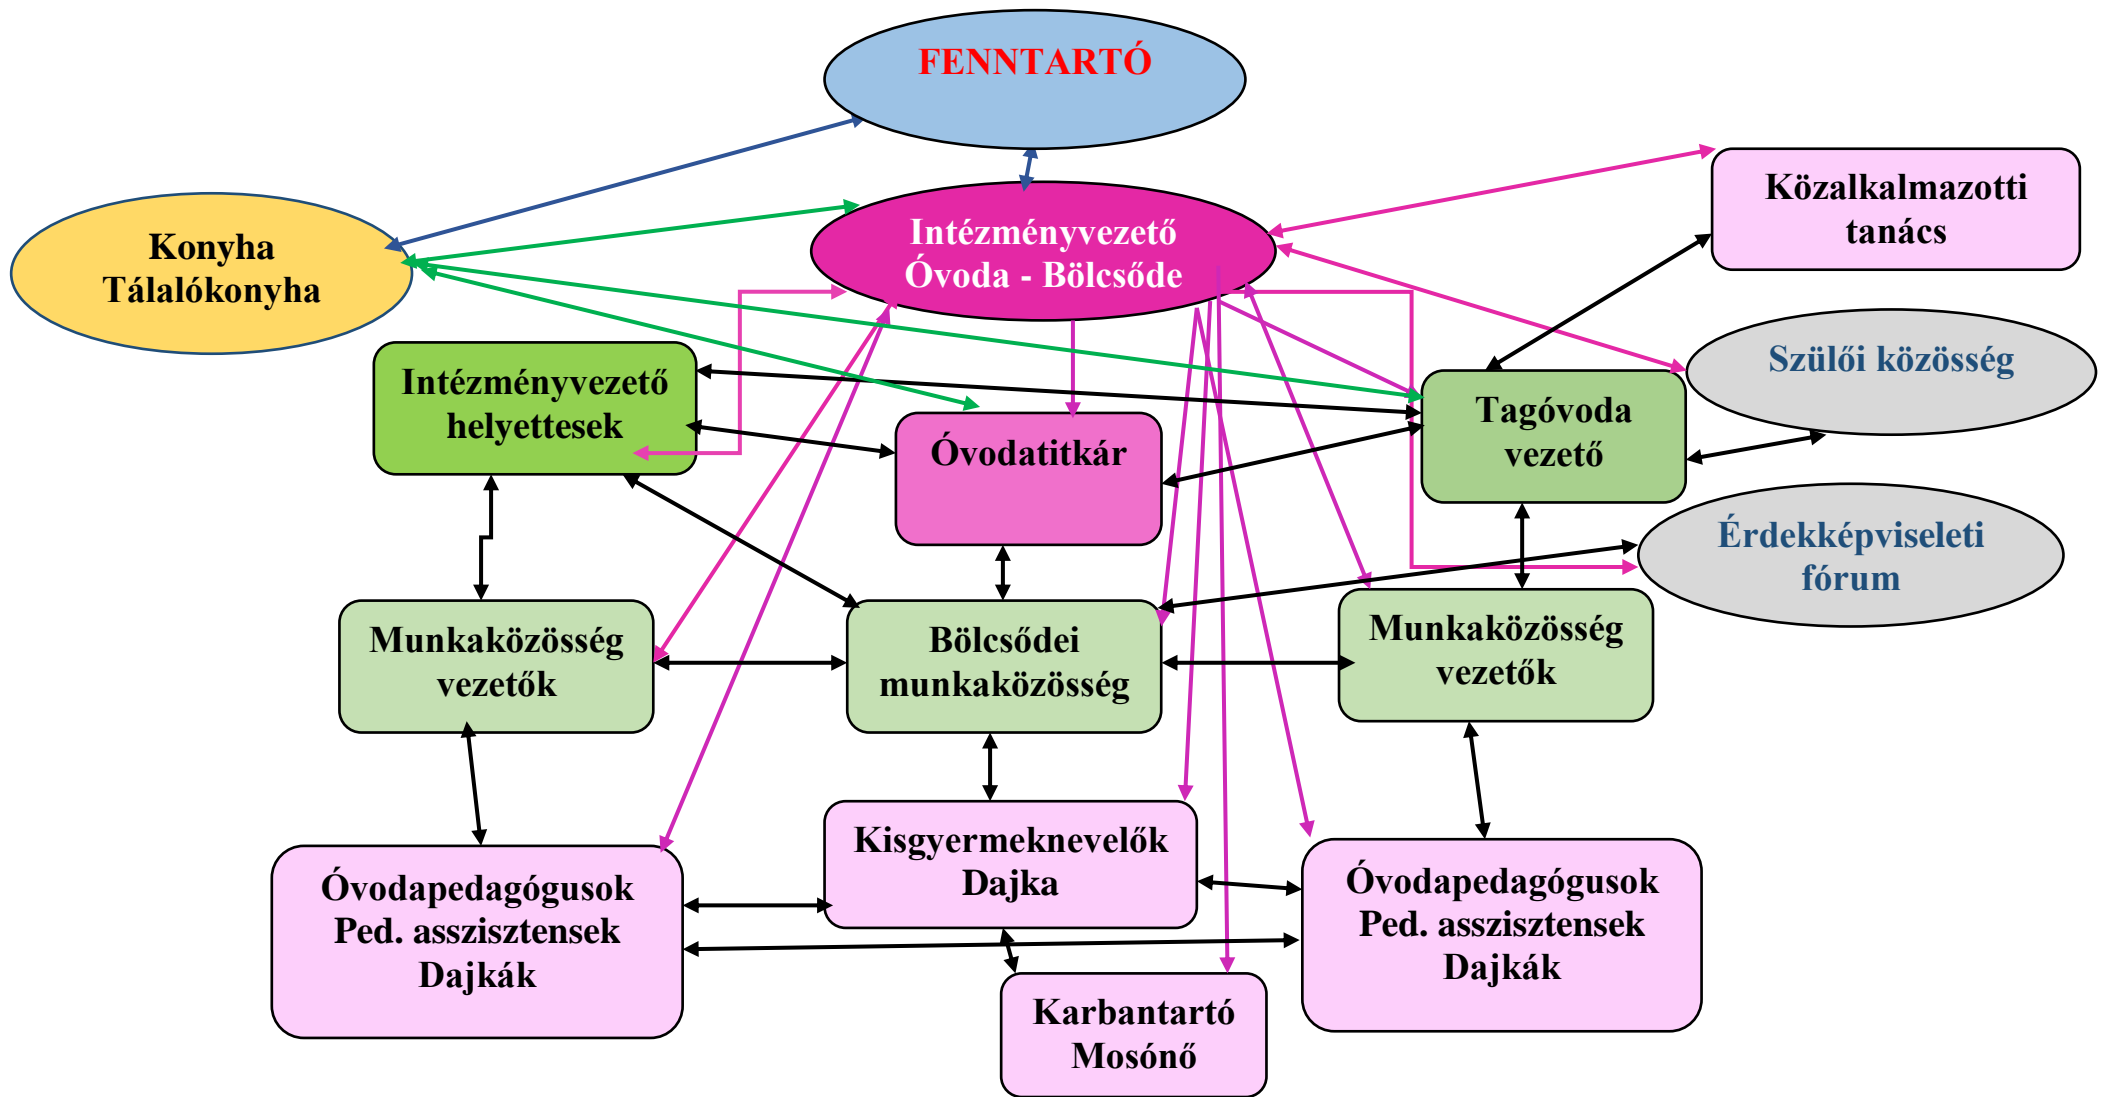 FENNTARTÓ
Közalkalmazotti
tanács
Konyha
Tálalókonyha
Intézményvezető
Óvoda - Bölcsőde
Szülői közösség
Intézményvezető
helyettesek
Óvodatitkár
Tagóvoda
vezető
Érdekképviseleti
fórum
Munkaközösség
vezetők
Bölcsődei
munkaközösség
Munkaközösség
vezetők
Óvodapedagógusok
Ped. asszisztensek
Dajkák
Kisgyermeknevelők
Dajka
Óvodapedagógusok
Ped. asszisztensek
Dajkák
Karbantartó
Mosónő